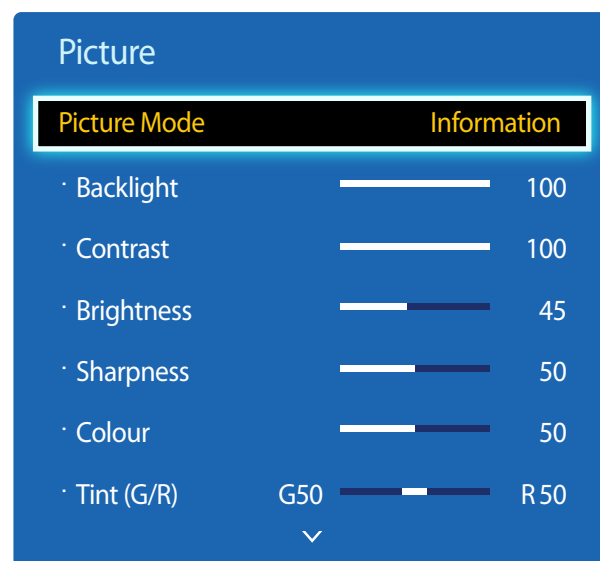 Picture
Picture Mode Information
· Backlight 100
· Contrast 100
· Brightness 45
· Sharpness 50
· Colour 50
· Tint (G/R) G50 R50